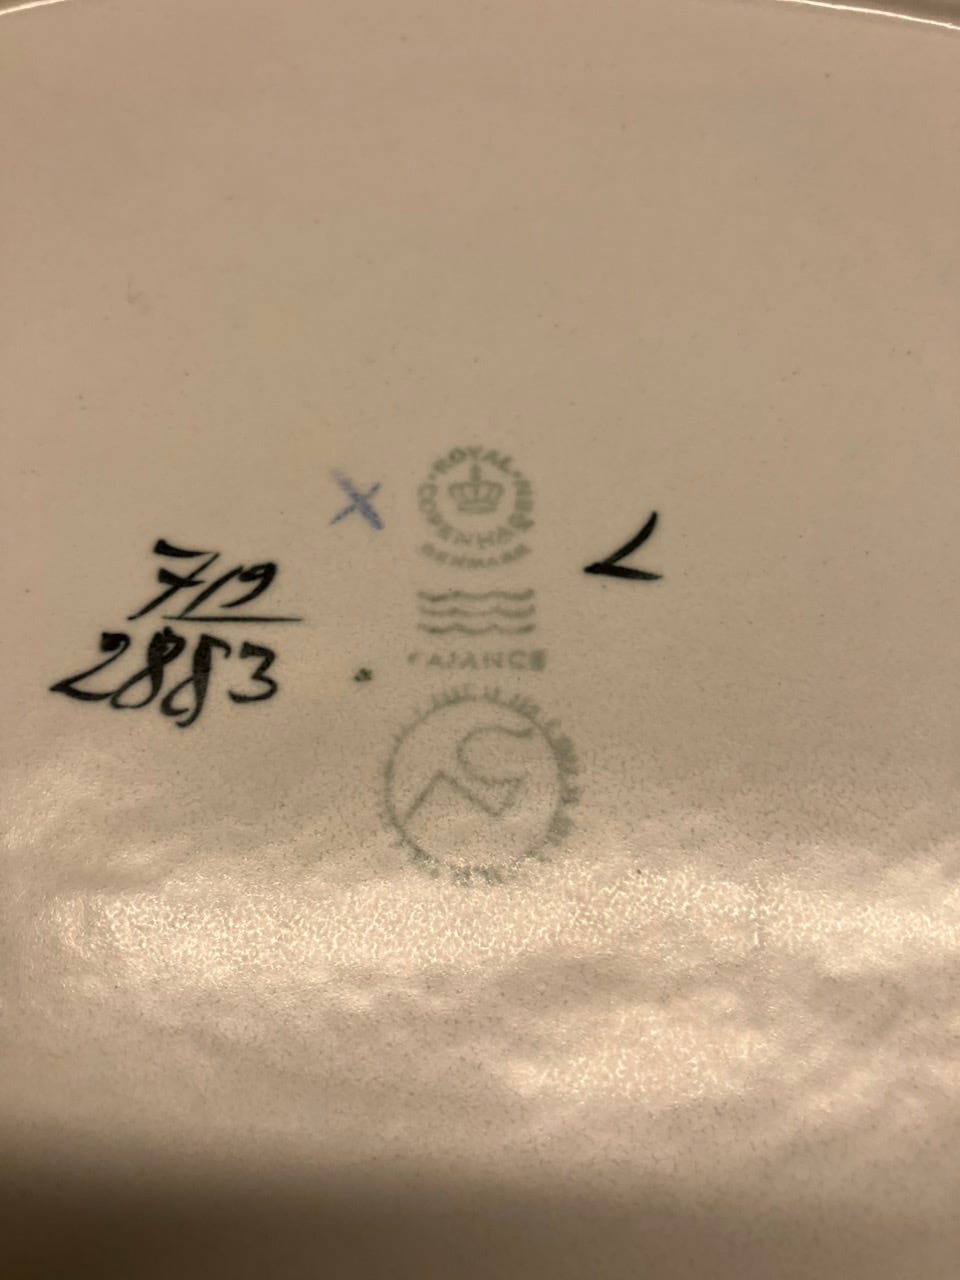 ROYAL COPENHAGEN
DENMARK
X
L
719
2883
FAJANCE